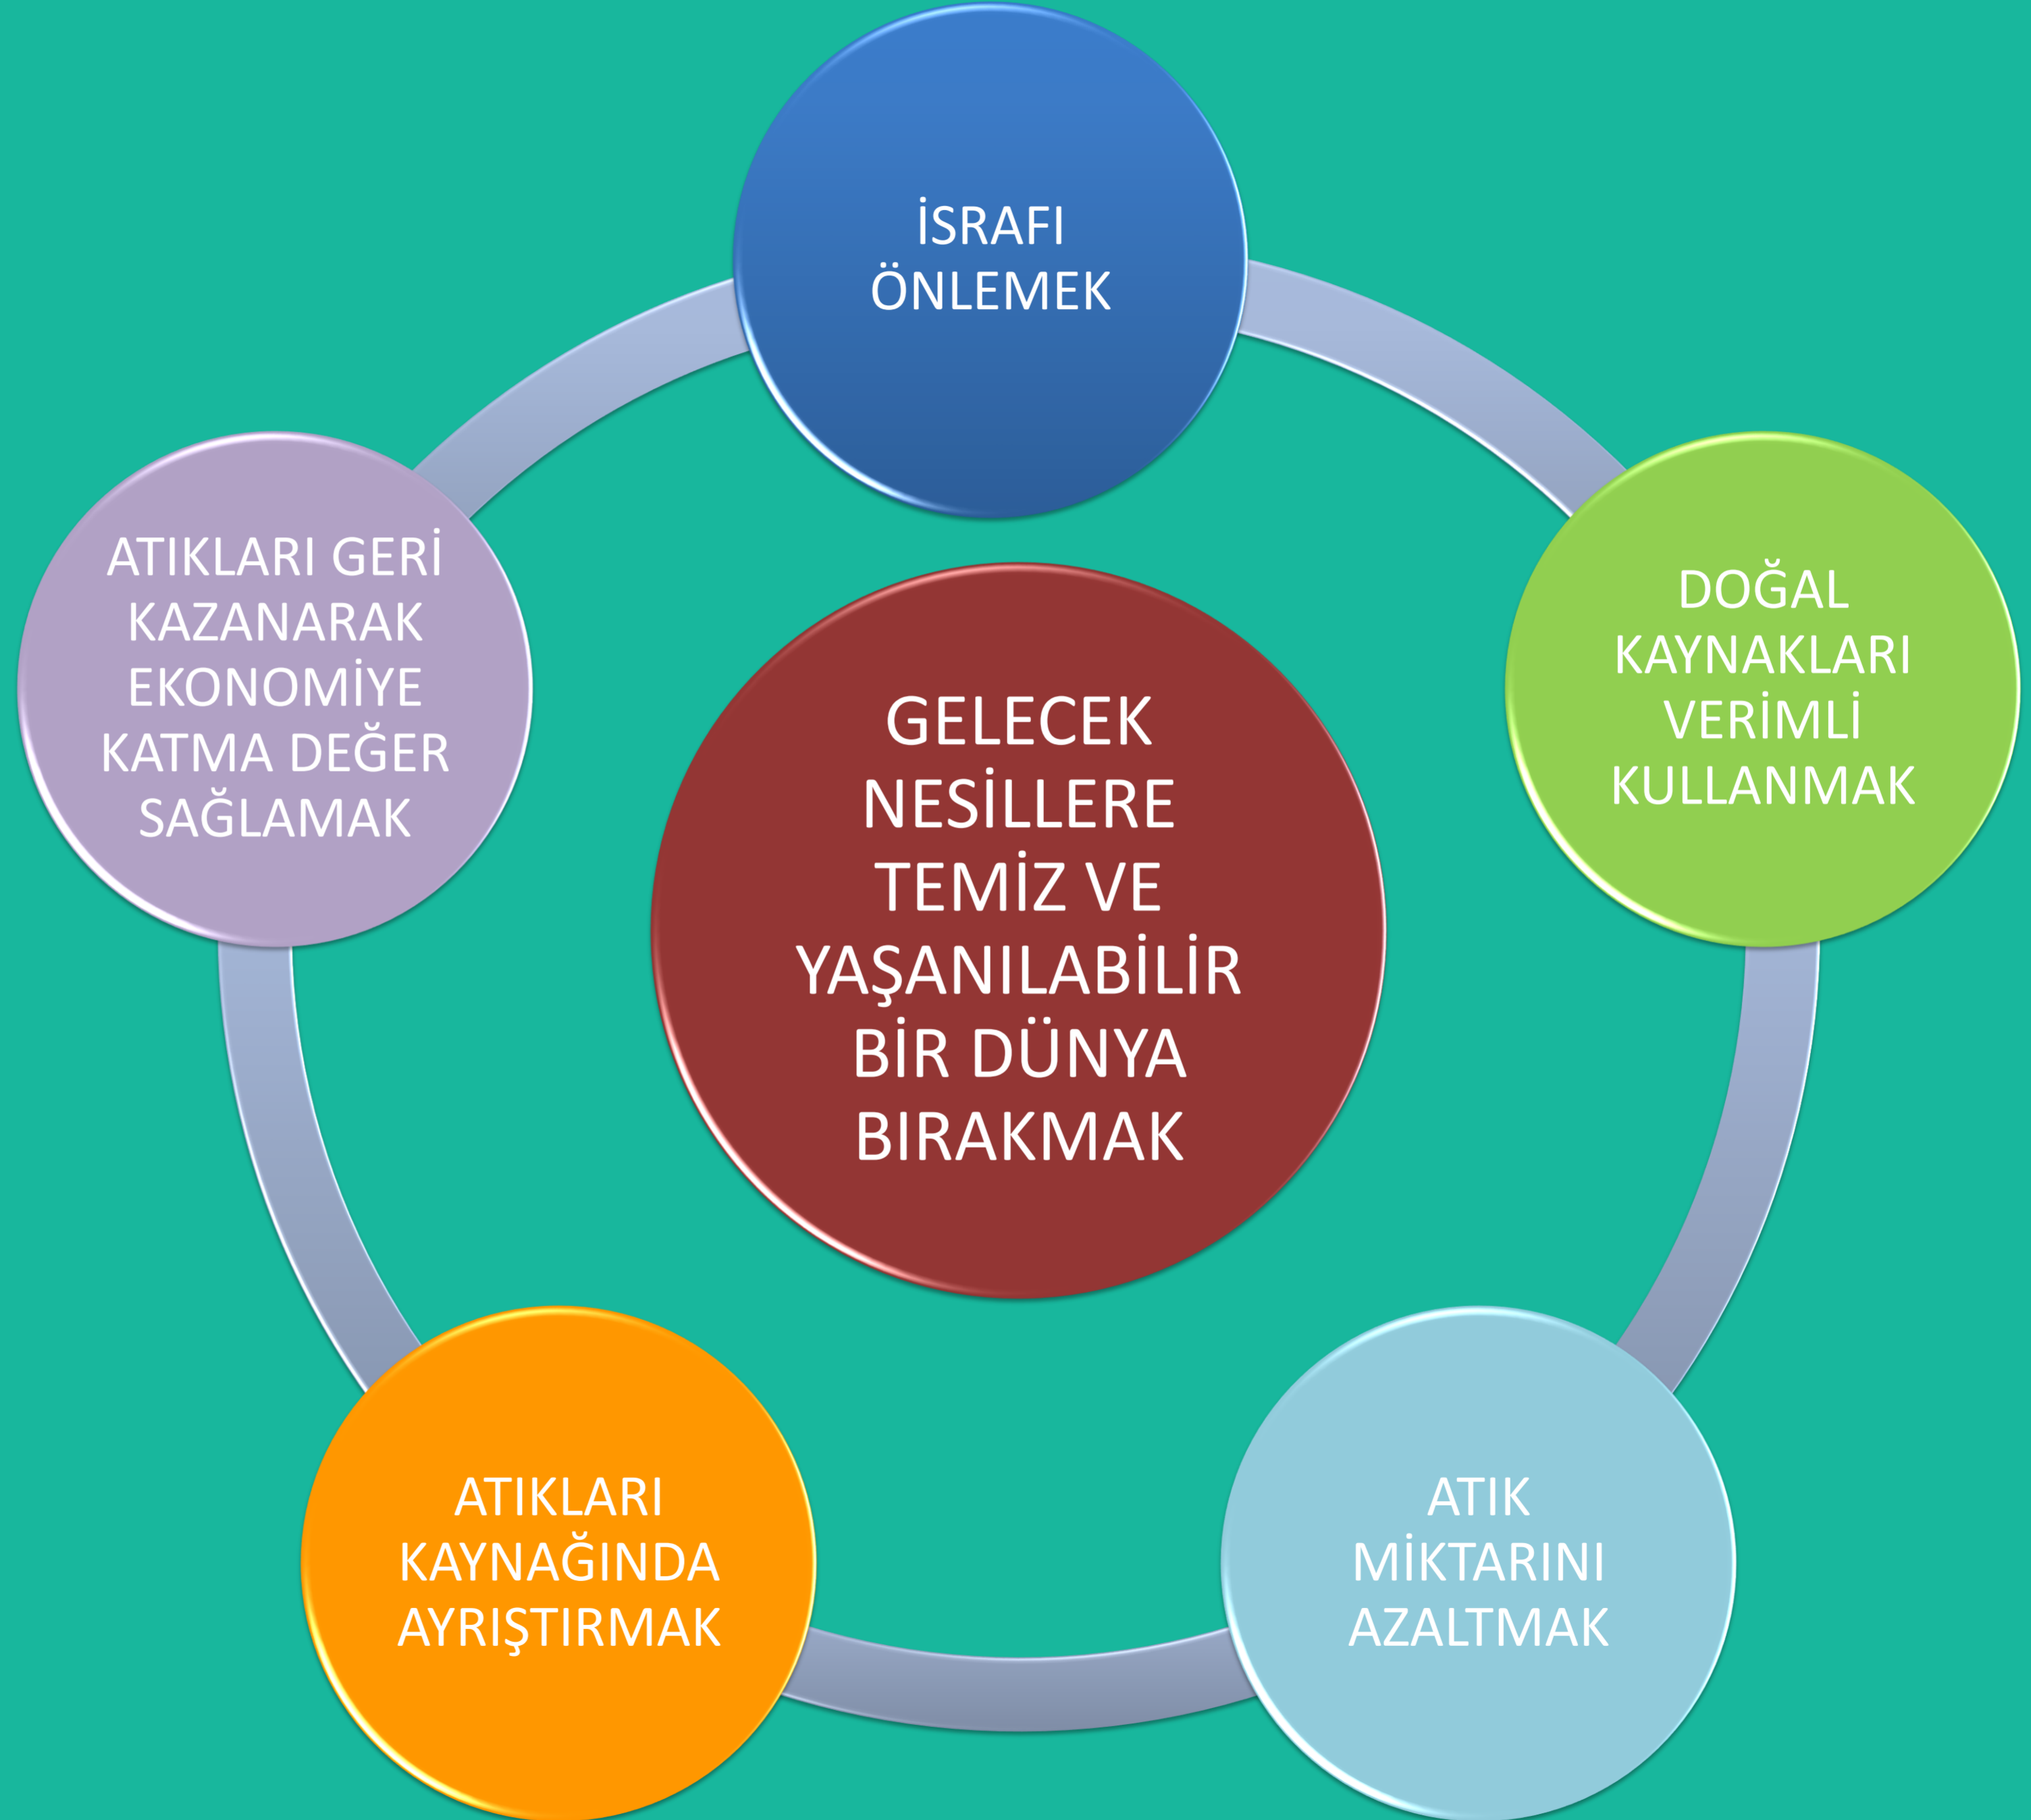 İSRAFI
ÖNLEMEK
DOĞAL
KAYNAKLARI
VERİMLİ
KULLANMAK
ATIK
MİKTARINI
AZALTMAK
ATIKLARI
KAYNAĞINDA
AYRIŞTIRMAK
ATIKLARI GERİ
KAZANARAK
EKONOMİYE
KATMA DEĞER
SAĞLAMAK
GELECEK
NESİLLERE
TEMİZ VE
YAŞANILABİLİR
BİR DÜNYA
BIRAKMAK